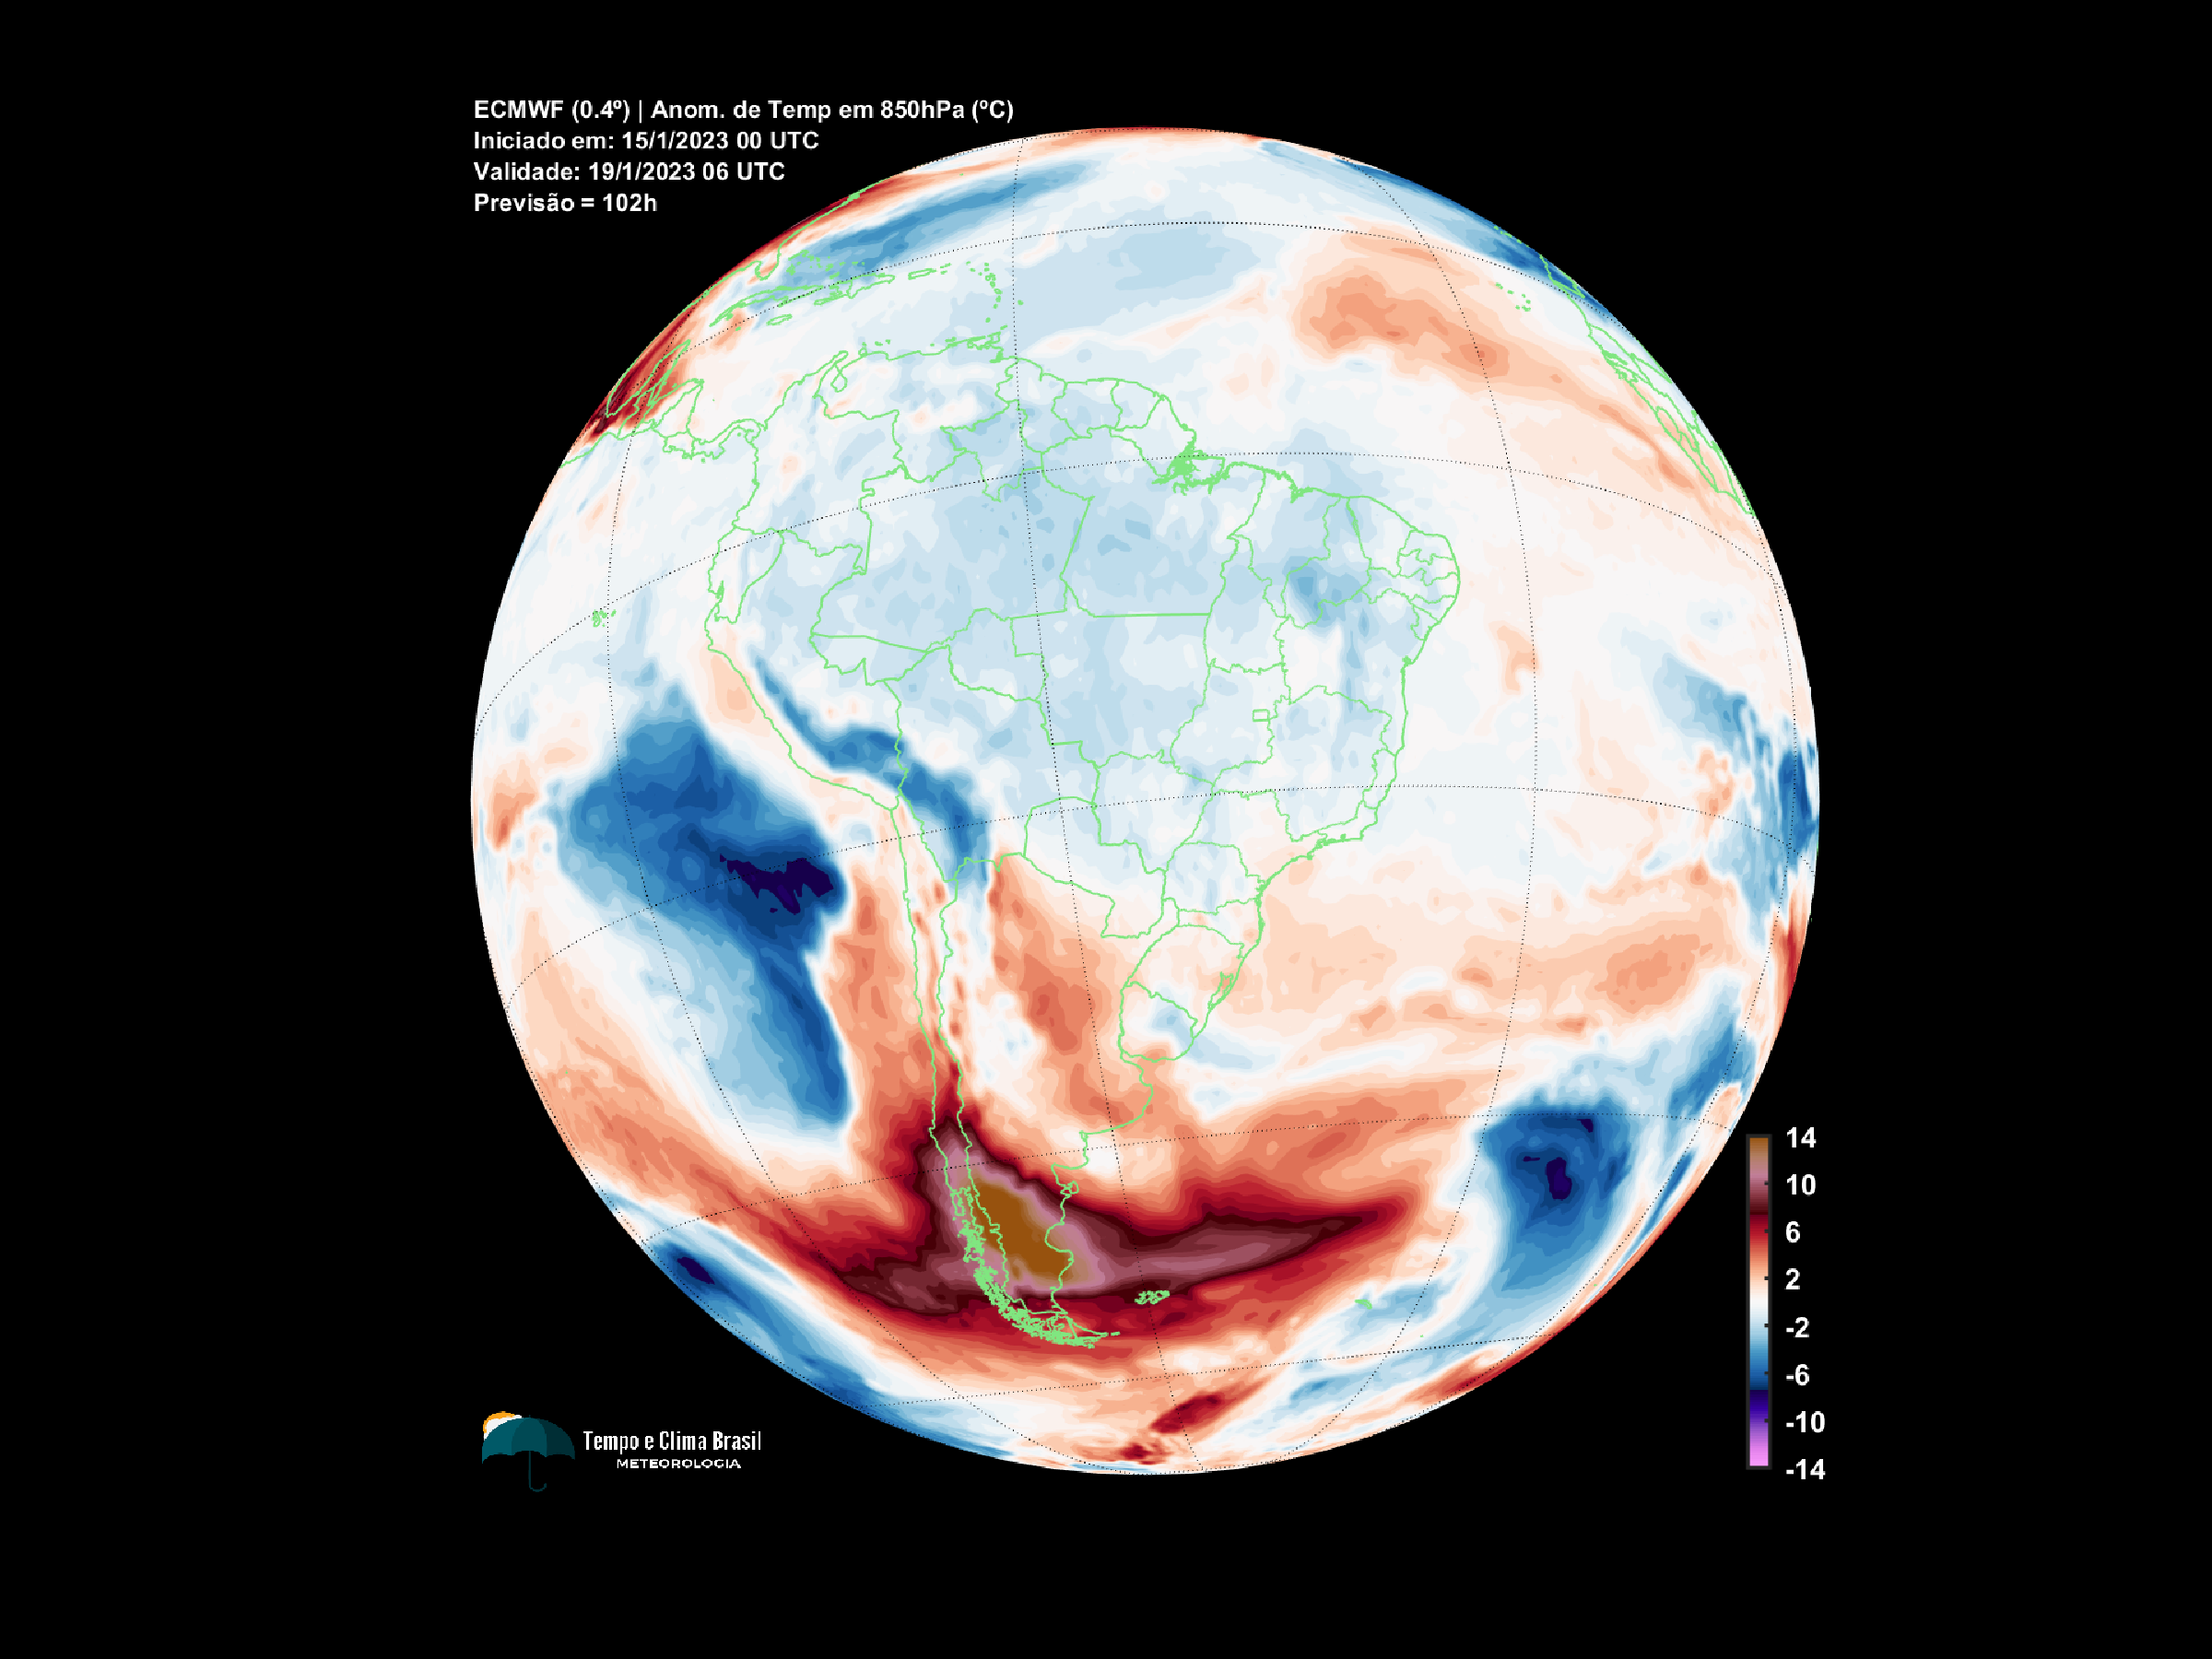 ECMWF (0.4º) | Anom. de Temp em 850hPa (ºC)
Iniciado em: 15/1/2023 00 UTC
Validade: 19/1/2023 06 UTC
Previsão = 102h
14
10
6
2
-2
-6
-10
-14
Tempo e Clima Brasil
METEOROLOGIA